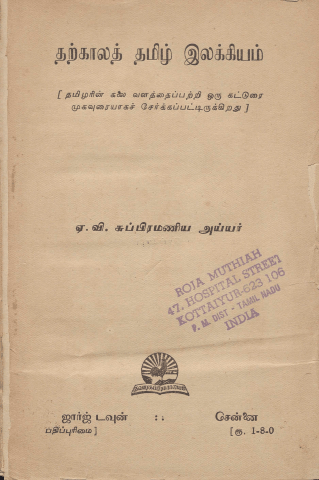 தற்காலத் தமிழ் இலக்கியம்
[ தமிழரின் கலை வளத்தைப்பற்றி ஒரு கட்டுரை
முகவுரையாகச் சேர்க்கப்பட்டிருக்கிறது ]
ஏ. வி. சுப்பிரமணிய அய்யர்
ROJA MUTHIAH
47, HOSPITAL STREET
KOTTAIYUR-623 106
P. M. DIST - TAMIL NADU
INDIA
ஜார்ஜ் டவுன் :: சென்னை
பதிப்புரிமை ] [ரூ. 1-8-0